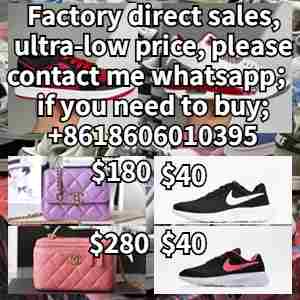 Factory direct sales,
ultra-low price, please
contact me whatsapp;
if you need to buy;
+8618606010395
$180 $40
$280 $40